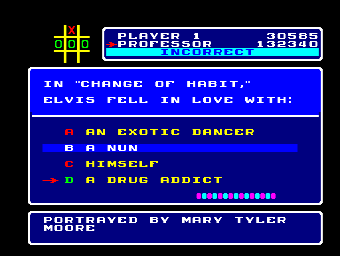 X
OOO
PLAYER 1 30585
PROFESSOR 132340
INCORRECT
IN "CHANGE OF HABIT,"
ELVIS FELL IN LOVE WITH:
A AN EXOTIC DANCER
B A NUN
C HIMSELF
D A DRUG ADDICT
PORTRAYED BY MARY TYLER
MOORE